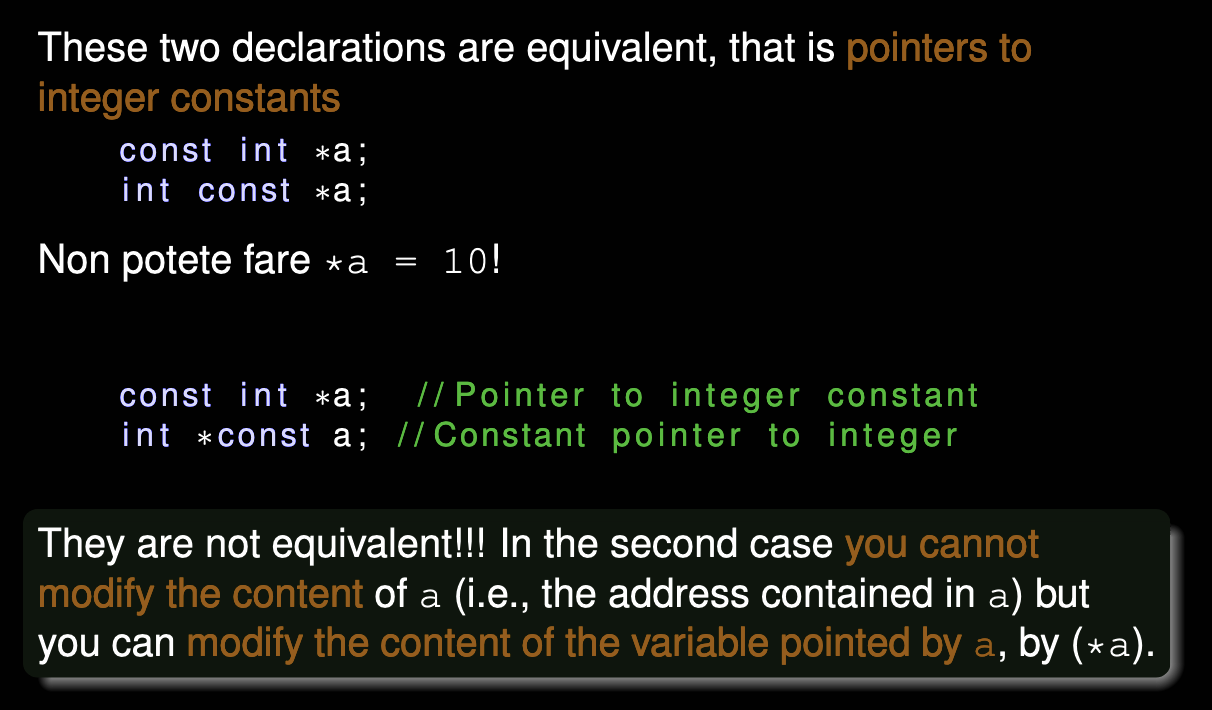 These two declarations are equivalent, that is pointers to
integer constants
const int *a;
int const *a;
Non potete fare *a = 10!
const int *a; //Pointer to integer constant
int *const a; //Constant pointer to integer
They are not equivalent!!! In the second case you cannot
modify the content of a (i.e., the address contained in a) but
you can modify the content of the variable pointed by a, by (*a).